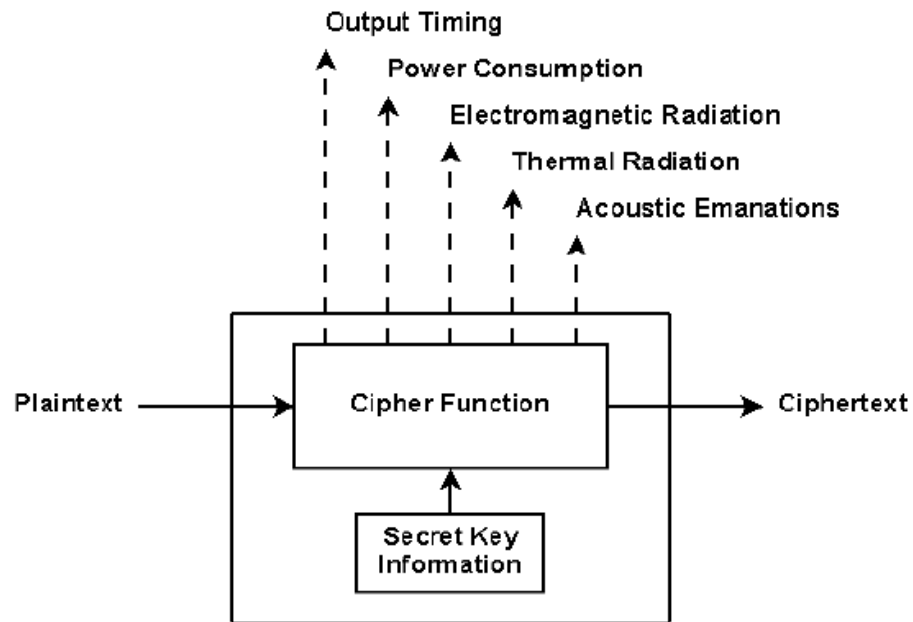 Output Timing
Power Consumption
Electromagnetic Radiation
Thermal Radiation
Acoustic Emanations
Plaintext
Cipher Function
Ciphertext
Secret Key
Information